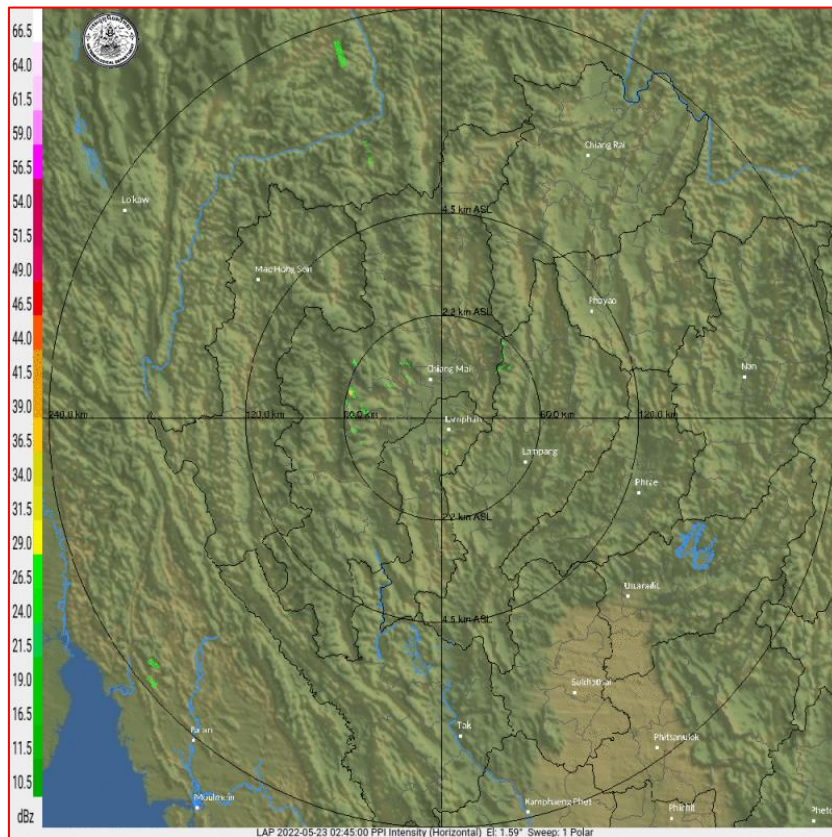 66.5
64.0
61.5
59.0
56.5
54.0
51.5
49.0
46.5
44.0
41.5
39.0
36.5
34.0
31.5
29.0
26.5
24.0
21.5
19.0
16.5
14.0
11.5
10.5
dBz
Chiang Rai
Loikaw
4.5 km ASL
Mae Hong Son
Phayao
2.2 km ASL
Chiang Mai
Nan
240.0 km
120.0 km
60.0 km
60.0 km
120.0 km
Lamphun
Lampang
Phrae
2.2 km ASL
Uttaradit
4.5 km ASL
Sukhothai
Tak
Phitsanulok
Pa-an
Moulmein
Kamphaeng Phet
Phichit
LAP 2022-05-23 02:45:00 PPI Intensity (Horizontal) El: 1.59° Sweep: 1 Polar